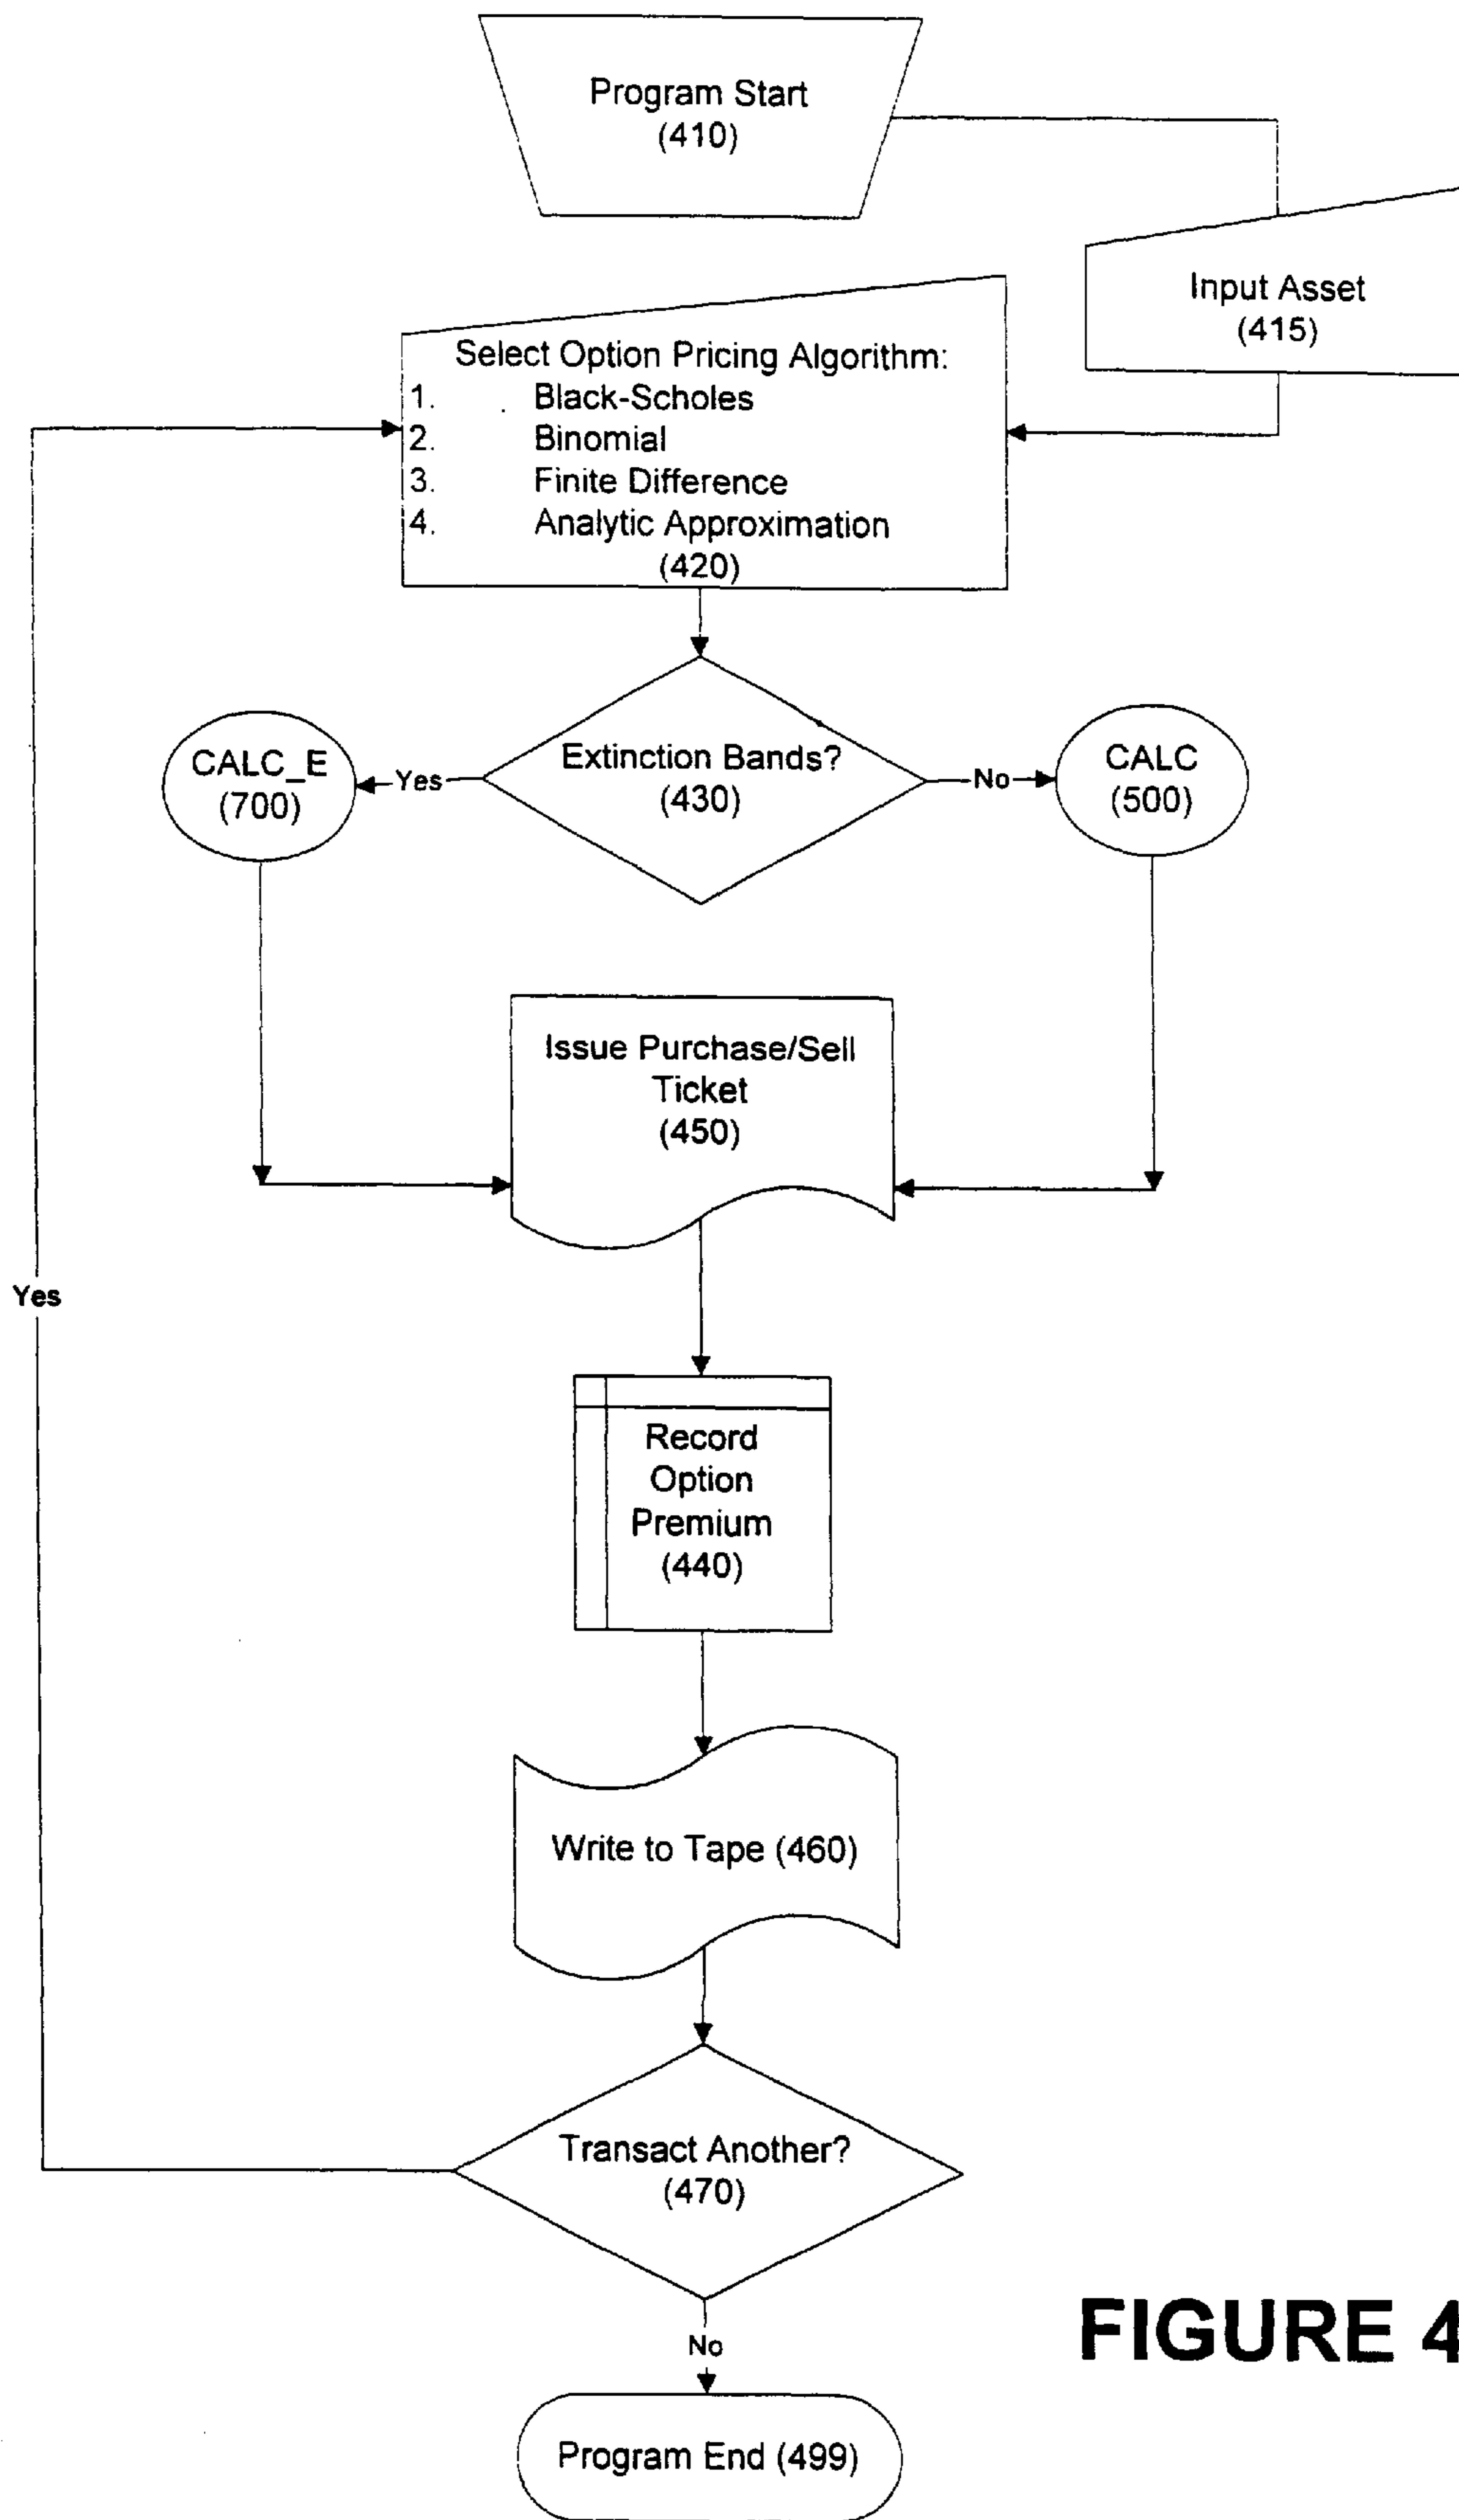 Program Start
(410)
Input Asset
(415)
Select Option Pricing Algorithm:
1. Black-Scholes
2. Binomial
3. Finite Difference
4. Analytic Approximation
(420)
Extinction Bands?
(430)
Yes
No
CALC_E
(700)
CALC
(500)
Issue Purchase/Sell
Ticket
(450)
Yes
Record
Option
Premium
(440)
Write to Tape (460)
Transact Another?
(470)
No
FIGURE 4
Program End (499)